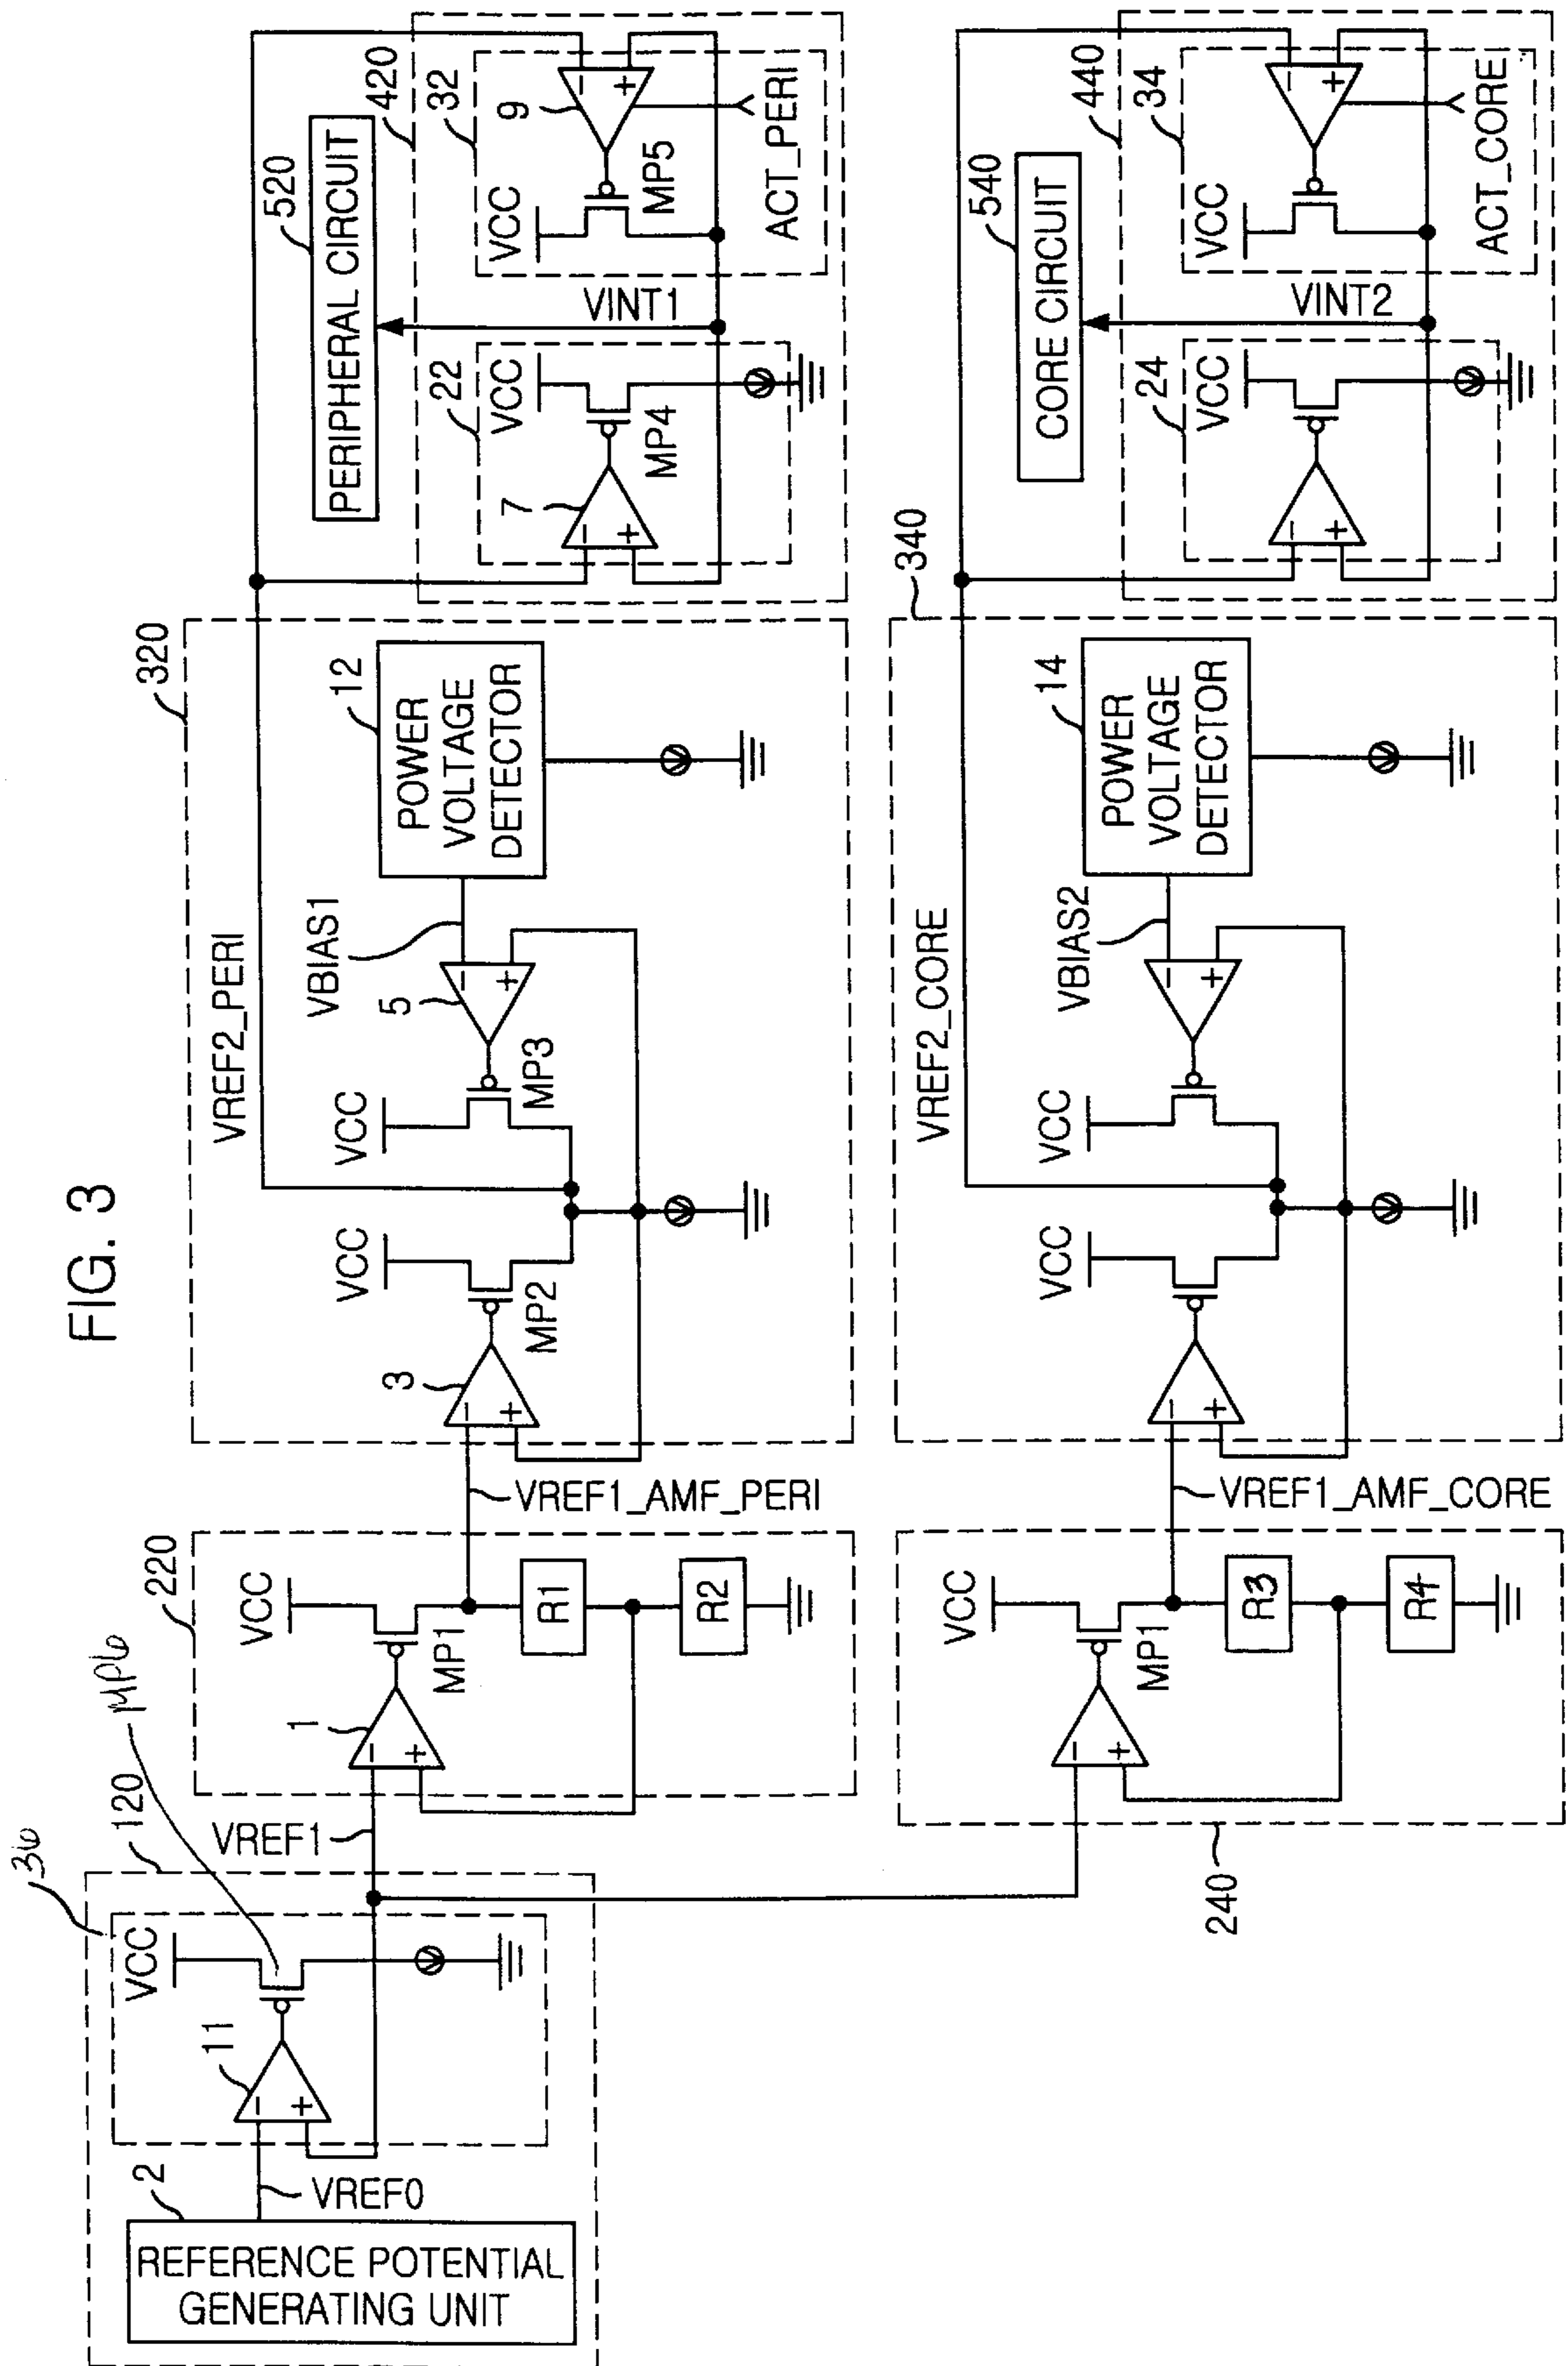 FIG. 3
36
120
MP6
VCC
11
2
VREF0
REFERENCE POTENTIAL
GENERATING UNIT
VREF1
220
VCC
1
−
+
MP1
R1
R2
VREF1_AMF_PERI
320
VREF2_PERI
VCC
3
−
+
MP2
VCC
MP3
5
−
+
VBIAS1
12
POWER
VOLTAGE
DETECTOR
520
PERIPHERAL CIRCUIT
420
22
VCC
7
−
+
MP4
VINT1
32
VCC
9
−
+
MP5
ACT_PERI
−
+
240
VCC
−
+
MP1
R3
R4
VREF1_AMF_CORE
340
VREF2_CORE
VCC
−
+
VCC
−
+
VBIAS2
14
POWER
VOLTAGE
DETECTOR
540
CORE CIRCUIT
440
24
VCC
−
+
VINT2
34
VCC
−
+
ACT_CORE